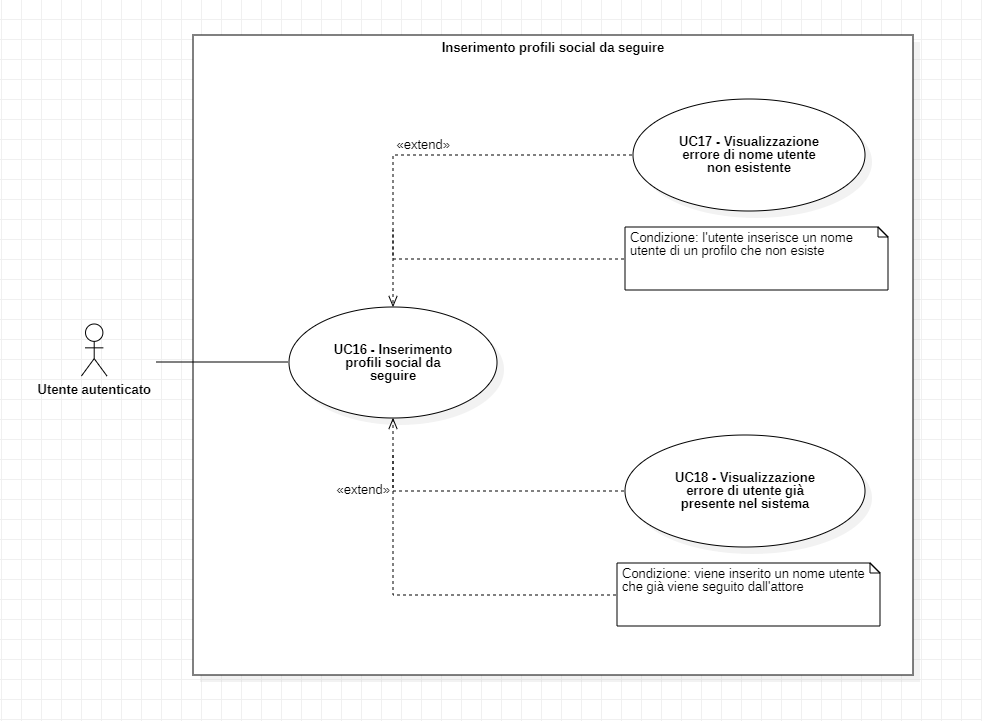 Inserimento profili social da seguire
«extend»
UC17 - Visualizzazione
errore di nome utente
non esistente
Condizione: l'utente inserisce un nome
utente di un profilo che non esiste
UC16 - Inserimento
profili social da
seguire
Utente autenticato
«extend»
UC18 - Visualizzazione
errore di utente già
presente nel sistema
Condizione: viene inserito un nome utente
che già viene seguito dall'attore